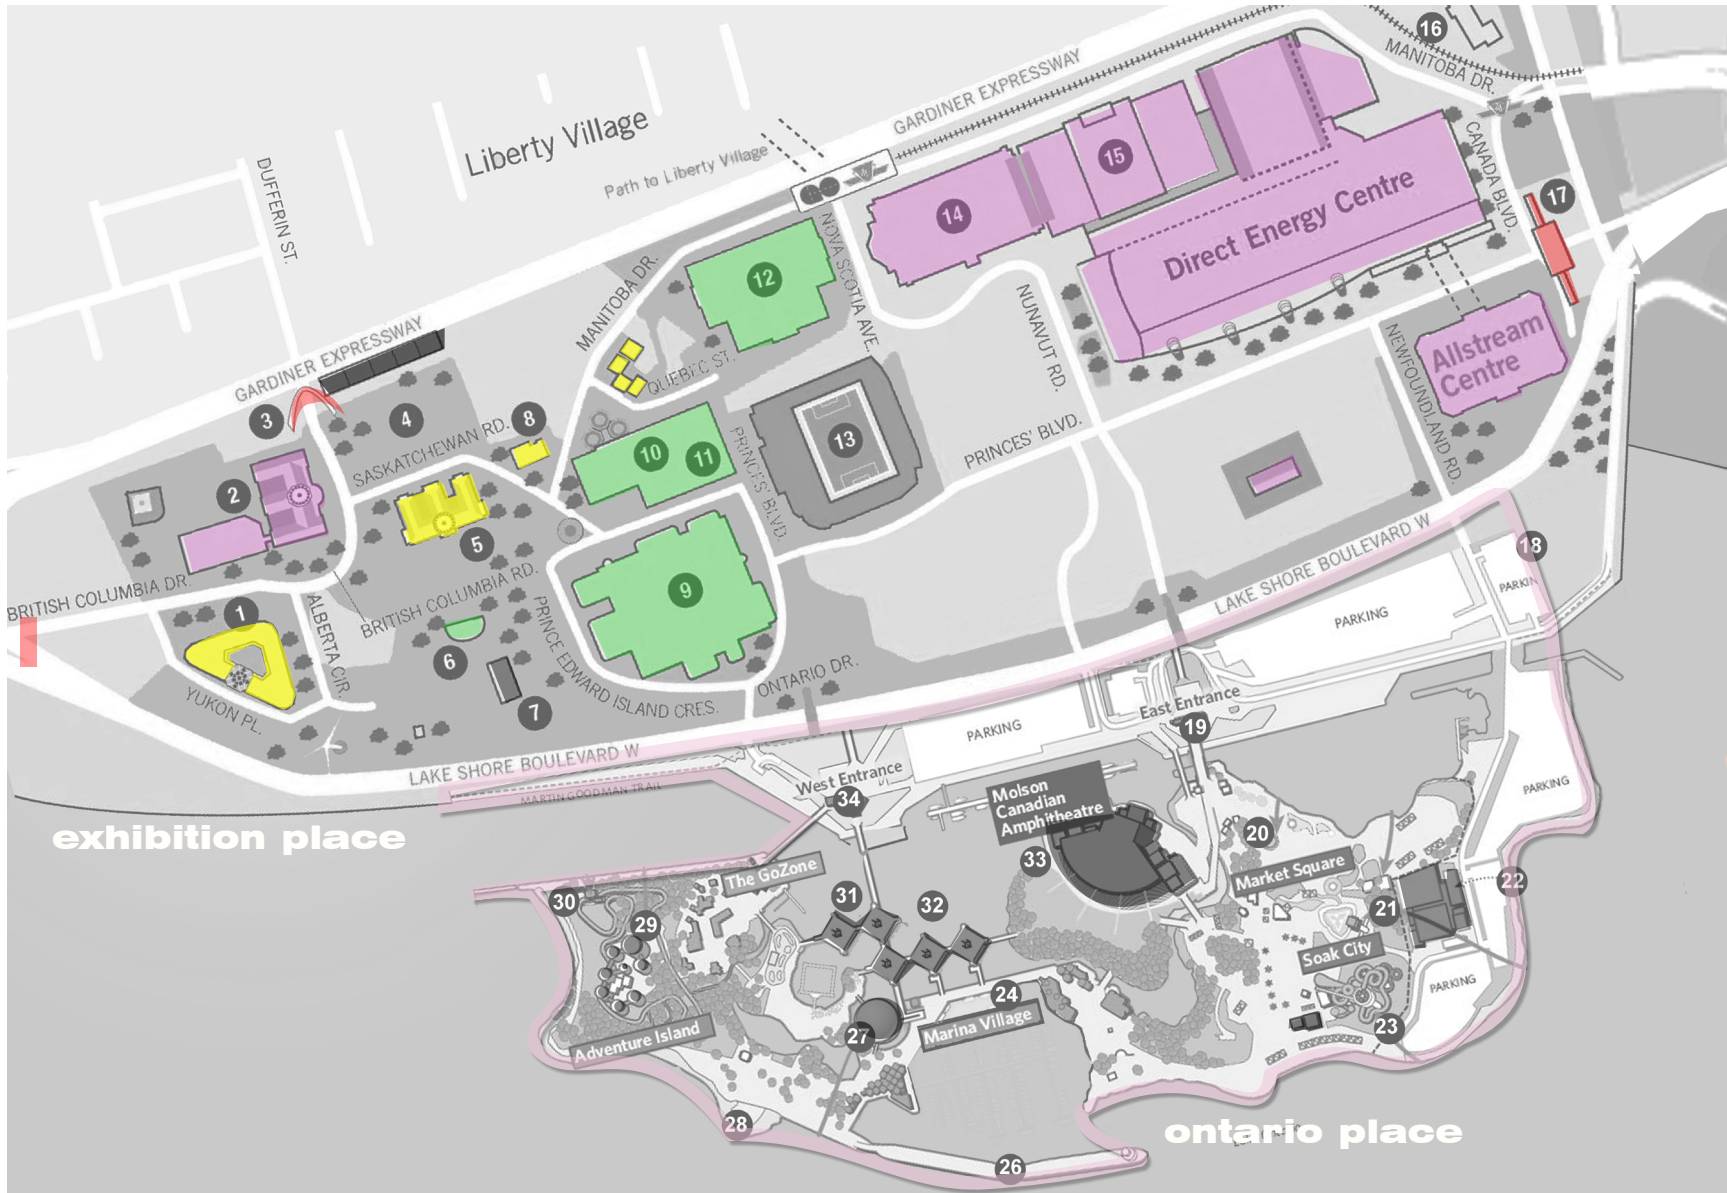 16
MANITOBA DR.
GARDINER EXPRESSWAY
Liberty Village
Path to Liberty Village
DUFFERIN ST.
15
CANADA BLVD.
17
14
Direct Energy Centre
NOVA SCOTIA AVE.
12
MANITOBA DR.
NUNAVUT RD.
GARDINER EXPRESSWAY
QUEBEC ST.
NEWFOUNDLAND RD.
Allstream
Centre
3
4
8
SASKATCHEWAN RD.
10
11
PRINCES' BLVD.
13
PRINCES' BLVD.
2
5
18
BRITISH COLUMBIA DR.
BRITISH COLUMBIA RD.
9
LAKE SHORE BOULEVARD W
PARKIN
1
ALBERTA CIR.
6
PRINCE EDWARD ISLAND CRES.
PARKING
YUKON PL.
7
ONTARIO DR.
East Entrance
19
PARKING
LAKE SHORE BOULEVARD W
MARTIN GOODMAN TRAIL
West Entrance
34
PARKING
Molson
Canadian
Amphitheatre
exhibition place
20
33
Market Square
The GoZone
22
30
31
32
29
21
Soak City
PARKING
24
Marina Village
27
23
Adventure Island
28
ontario place
26